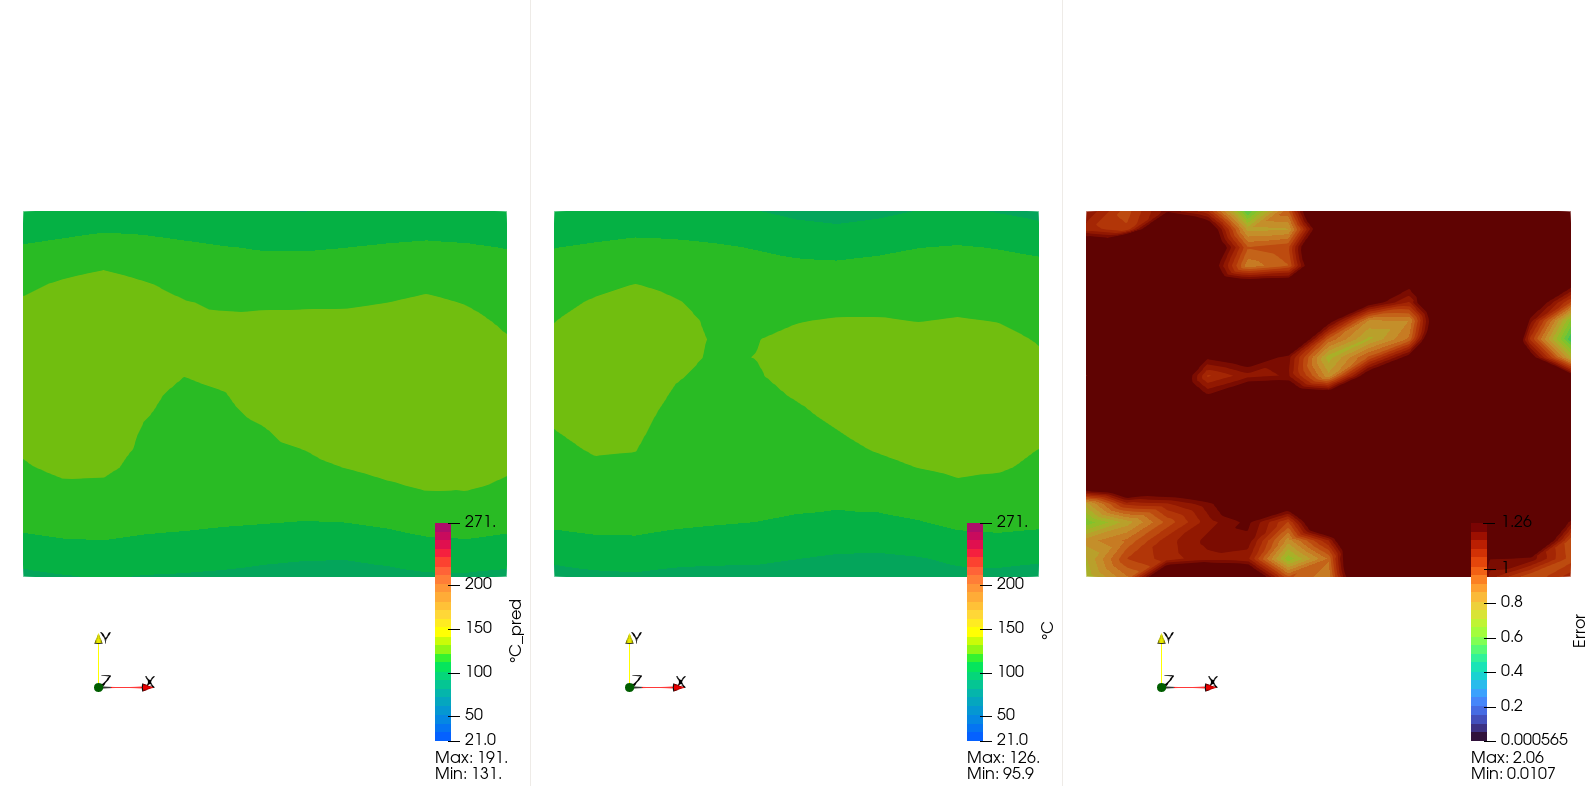 271.
200
150
100
50
21.0
°C_pred
Max: 191.
Min: 131.
Y
Z
X
271.
200
150
100
50
21.0
°C
Max: 126.
Min: 95.9
Y
Z
X
1.26
1
0.8
0.6
0.4
0.2
0.000565
Error
Max: 2.06
Min: 0.0107
Y
Z
X